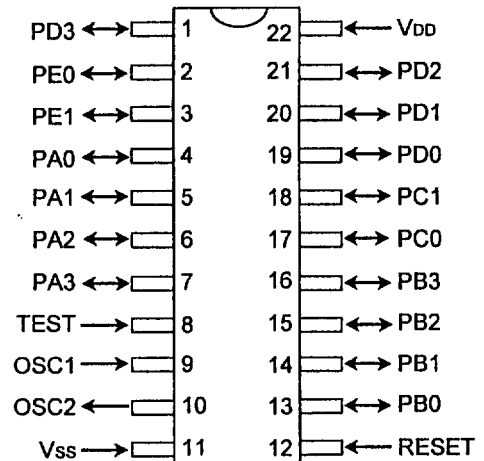 PD3 1 22 VDD
PE0 2 21 PD2
PE1 3 20 PD1
PA0 4 19 PD0
PA1 5 18 PC1
PA2 6 17 PC0
PA3 7 16 PB3
TEST 8 15 PB2
OSC1 9 14 PB1
OSC2 10 13 PB0
Vss 11 12 RESET